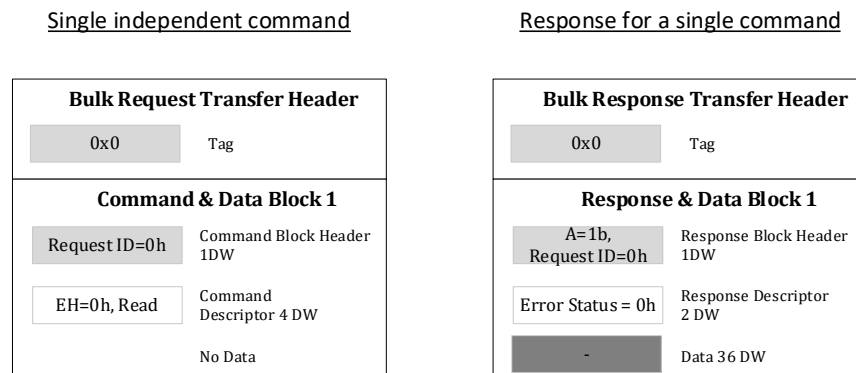 Single independent command
Bulk Request Transfer Header
0x0
Tag
Command & Data Block 1
Request ID=0h
Command Block Header
1DW
EH=0h, Read
Command
Descriptor 4 DW
No Data
Response for a single command
Bulk Response Transfer Header
0x0
Tag
Response & Data Block 1
A=1b,
Request ID=0h
Response Block Header
1DW
Error Status = 0h
Response Descriptor
2 DW
-
Data 36 DW